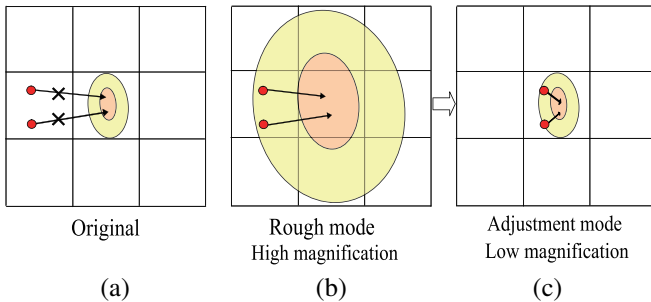 Original
Rough mode
High magnification
Adjustment mode
Low magnification
(a)
(b)
(c)